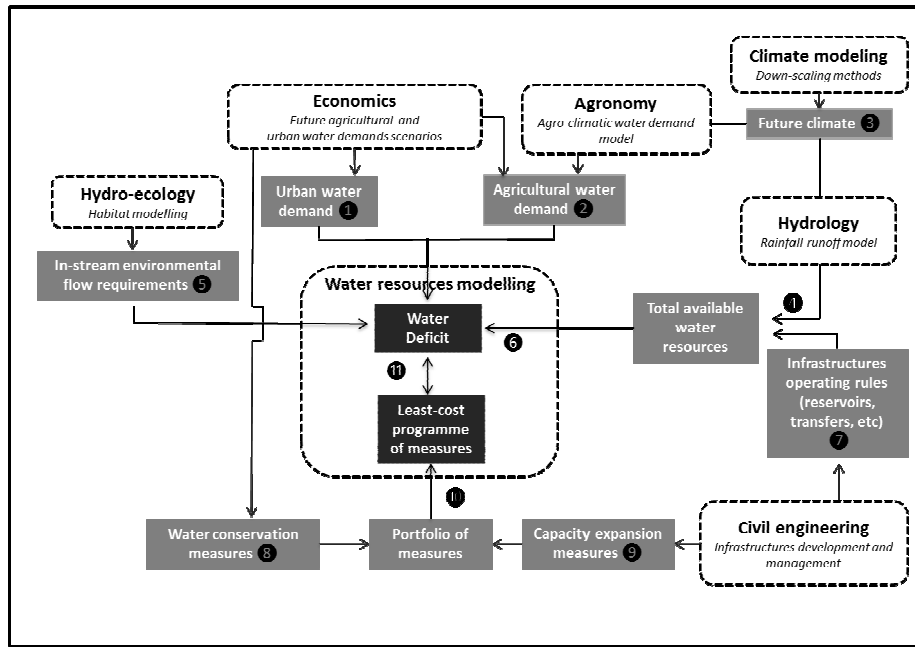 Climate modeling
Down-scaling methods
Economics
Future agricultural and
urban water demands scenarios
Agronomy
Agro-climatic water demand
model
Future climate 3
Hydro-ecology
Habitat modelling
Urban water
demand 1
Agricultural water
demand 2
Hydrology
Rainfall runoff model
In-stream environmental
flow requirements 5
Water resources modelling
Water
Deficit
6
Total available
water
resources
4
Infrastructures
operating rules
(reservoirs,
transfers, etc)
7
11
Least-cost
programme
of measures
10
Water conservation
measures 8
Portfolio of
measures
Capacity expansion
measures 9
Civil engineering
Infrastructures development and
management